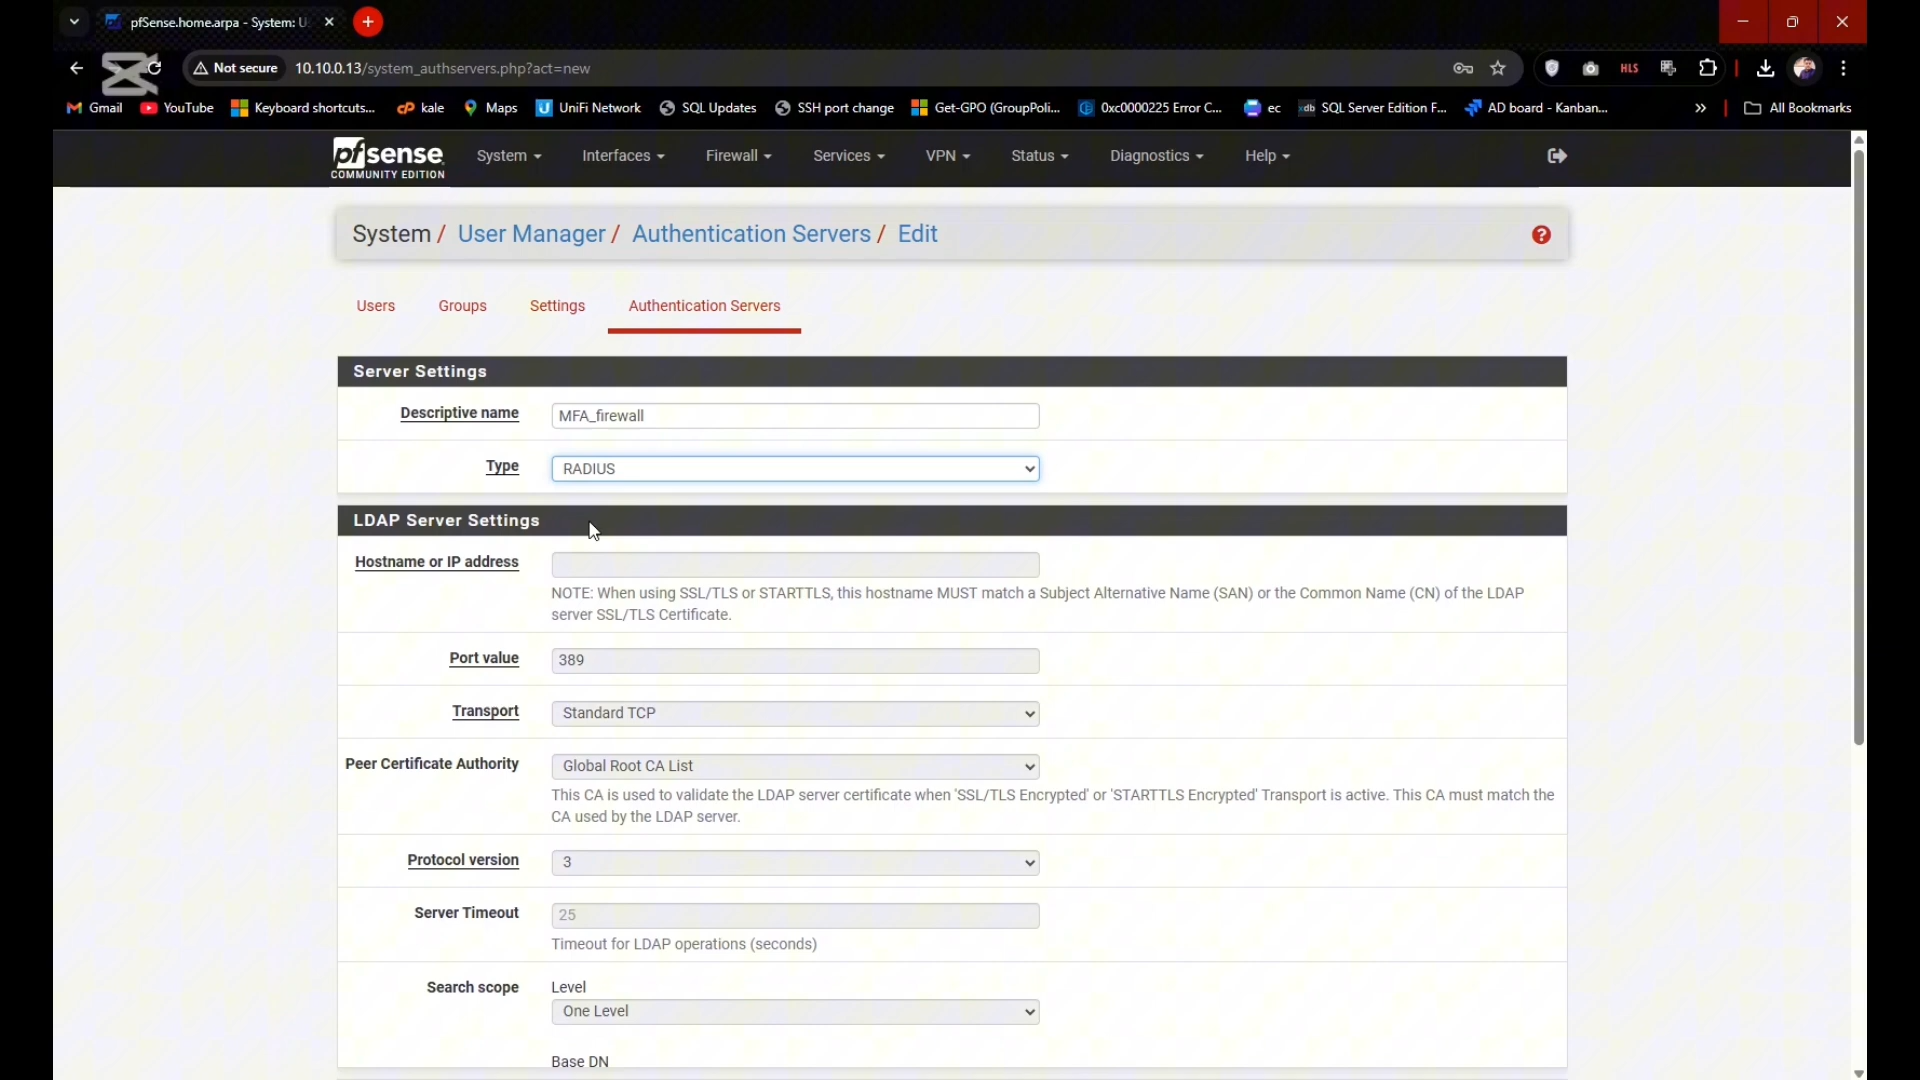 pfSense.home.arpa - System: U
Not secure 10.10.0.13/system_authservers.php?act=new HLS
Gmail YouTube Keyboard shortcuts... kale Maps UniFi Network SQL Updates SSH port change Get-GPO (GroupPoli... 0xc0000225 Error C... ec SQL Server Edition F... AD board - Kanban... » All Bookmarks
pfsense System Interfaces Firewall Services VPN Status Diagnostics Help
COMMUNITY EDITION
System / User Manager / Authentication Servers / Edit
Users Groups Settings Authentication Servers
Server Settings
Descriptive name MFA_firewall
Type RADIUS
LDAP Server Settings
Hostname or IP address
NOTE: When using SSL/TLS or STARTTLS, this hostname MUST match a Subject Alternative Name (SAN) or the Common Name (CN) of the LDAP
server SSL/TLS Certificate.
Port value 389
Transport Standard TCP
Peer Certificate Authority Global Root CA List
This CA is used to validate the LDAP server certificate when 'SSL/TLS Encrypted' or 'STARTTLS Encrypted' Transport is active. This CA must match the
CA used by the LDAP server.
Protocol version 3
Server Timeout 25
Timeout for LDAP operations (seconds)
Search scope Level
One Level
Base DN